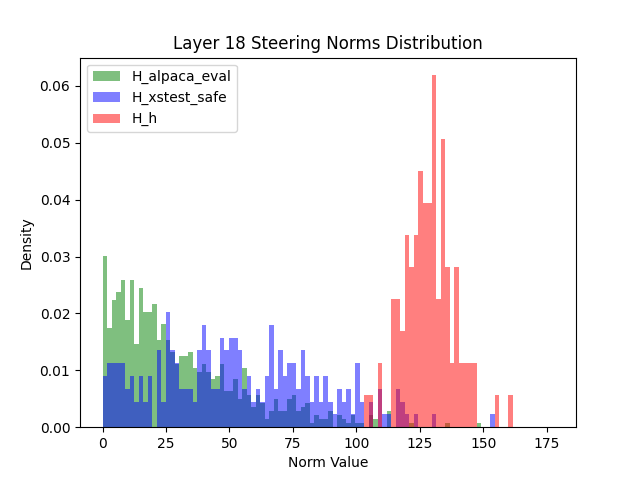 Layer 18 Steering Norms Distribution
H_alpaca_eval
H_xstest_safe
H_h
0.06
0.05
0.04
0.03
0.02
0.01
0.00
Density
0
25
50
75
100
125
150
175
Norm Value